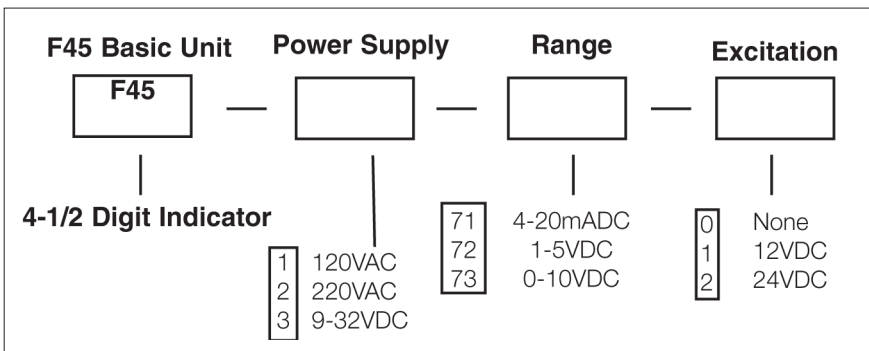 F45 Basic Unit Power Supply Range Excitation
F45
4-1/2 Digit Indicator
71 4-20mADC 0 None
72 1-5VDC 1 12VDC
73 0-10VDC 2 24VDC
1 120VAC
2 220VAC
3 9-32VDC